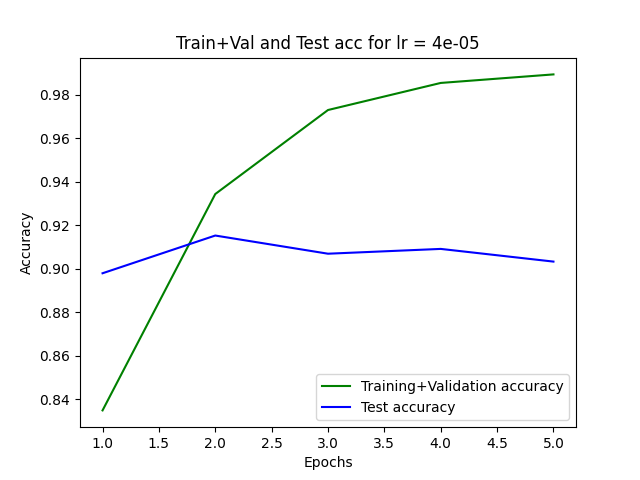 Train+Val and Test acc for lr = 4e-05
Accuracy
0.98
0.96
0.94
0.92
0.90
0.88
0.86
0.84
Training+Validation accuracy
Test accuracy
1.0 1.5 2.0 2.5 3.0 3.5 4.0 4.5 5.0
Epochs